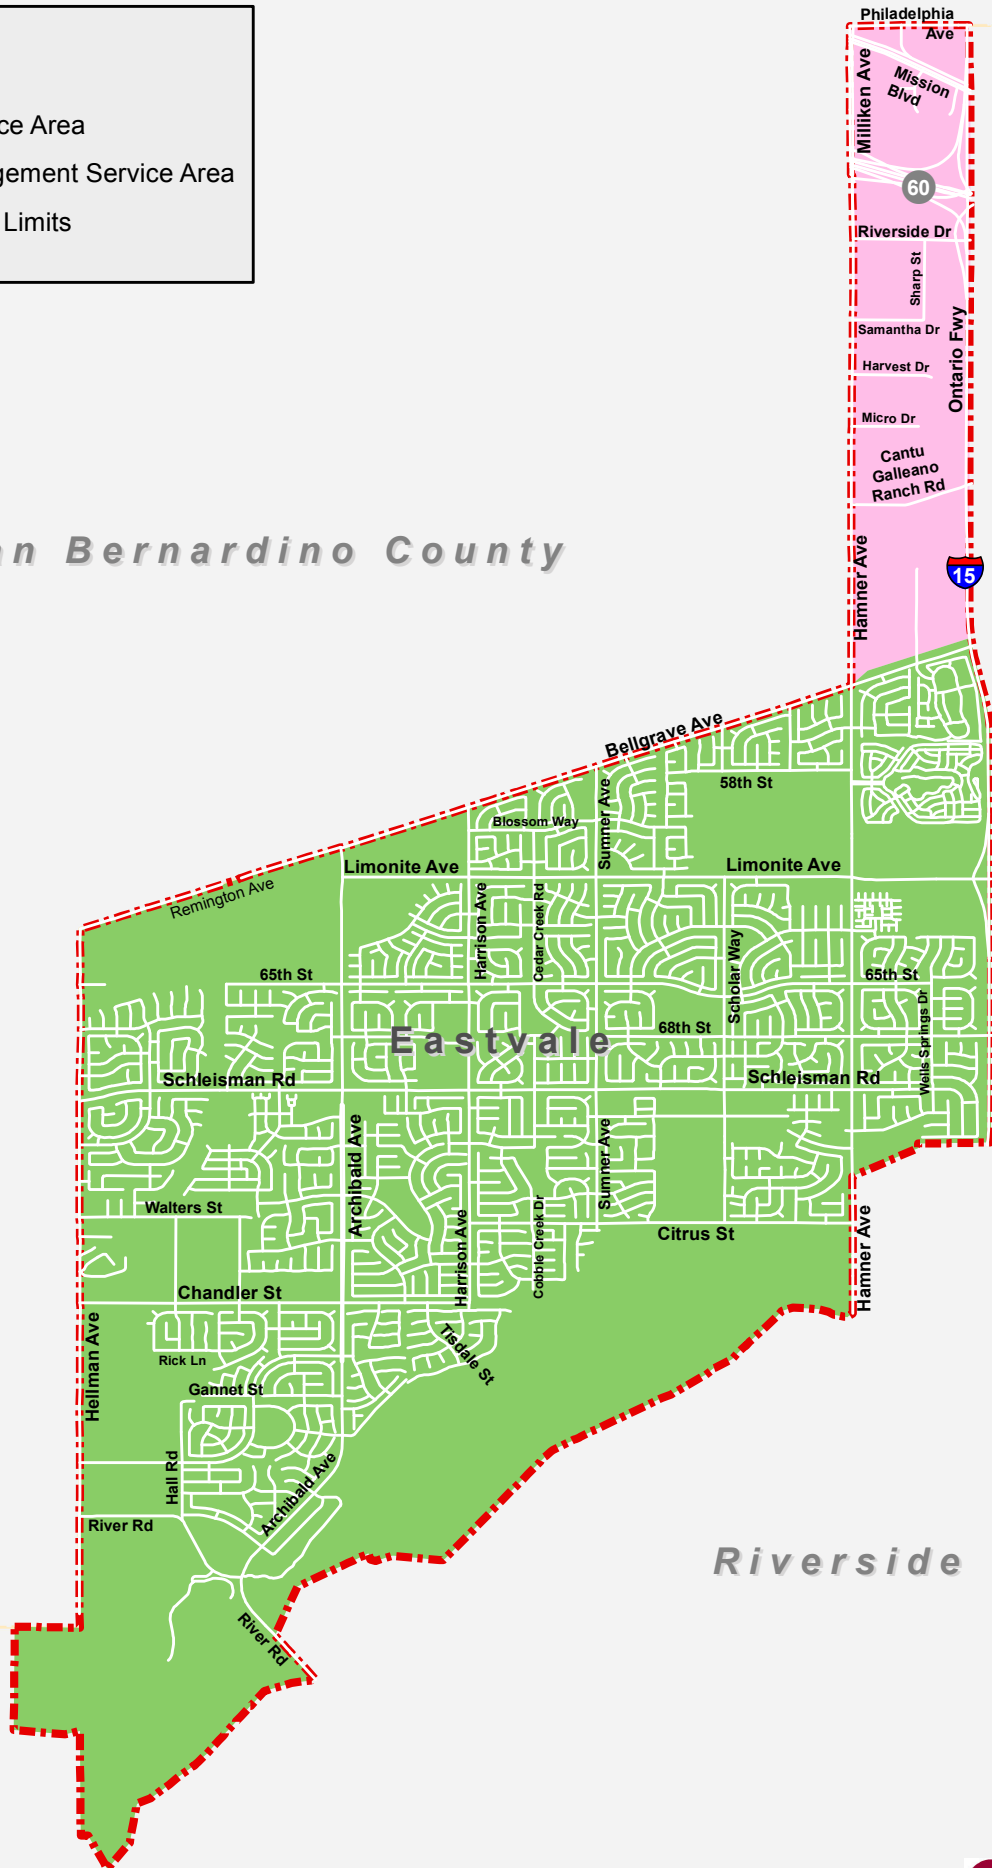 Philadelphia
Ave
Milliken Ave
Mission
Blvd
ce Area
gement Service Area
Limits
60
Riverside Dr
Sharp St
Samantha Dr
Ontario Fwy
Harvest Dr
Micro Dr
Cantu
Galleano
Ranch Rd
n Bernardino County
Hamner Ave
15
Bellgrave Ave
58th St
Sumner Ave
Blossom Way
Limonite Ave
Limonite Ave
Remington Ave
Harrison Ave
Cedar Creek Rd
Scholar Way
65th St
65th St
Wells Springs Dr
68th St
Eastvale
Schleisman Rd
Schleisman Rd
Archibald Ave
Sumner Ave
Walters St
Harrison Ave
Cobble Creek Dr
Citrus St
Hamner Ave
Chandler St
Hellman Ave
Rick Ln
Tisdale St
Gannet St
Hall Rd
Archibald Ave
River Rd
Riverside
River Rd